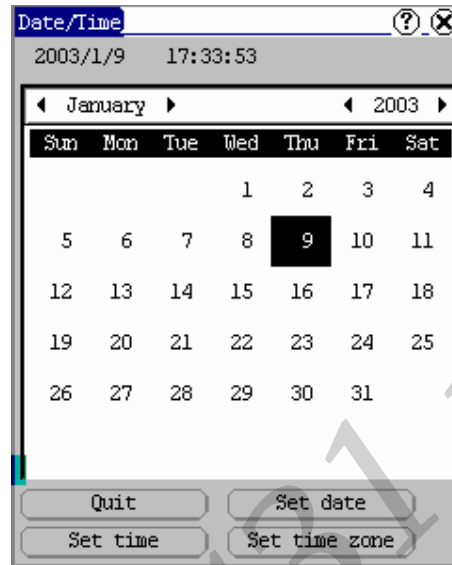 Date/Time ? X
2003/1/9 17:33:53
January 2003
Sun Mon Tue Wed Thu Fri Sat
1 2 3 4
5 6 7 8 9 10 11
12 13 14 15 16 17 18
19 20 21 22 23 24 25
26 27 28 29 30 31
Quit Set date
Set time Set time zone